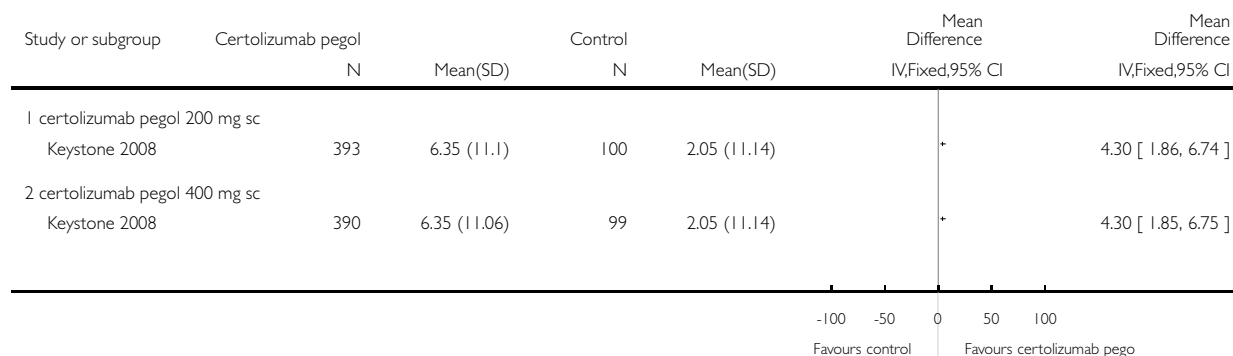 Study or subgroup Certolizumab pegol Control Mean Difference Mean Difference
N Mean(SD) N Mean(SD) IV,Fixed,95% CI IV,Fixed,95% CI
1 certolizumab pegol 200 mg sc
Keystone 2008 393 6.35 (11.1) 100 2.05 (11.14) 4.30 [ 1.86, 6.74 ]
2 certolizumab pegol 400 mg sc
Keystone 2008 390 6.35 (11.06) 99 2.05 (11.14) 4.30 [ 1.85, 6.75 ]
-100 -50 0 50 100
Favours control Favours certolizumab pego